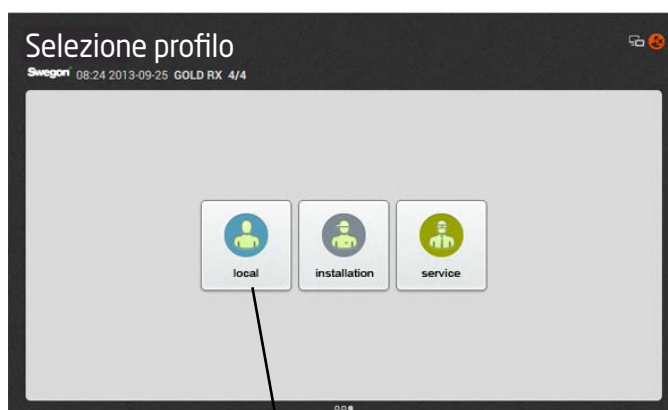 Selezione profilo
Swegon 08:24 2013-09-25 GOLD RX 4/4
local installation service